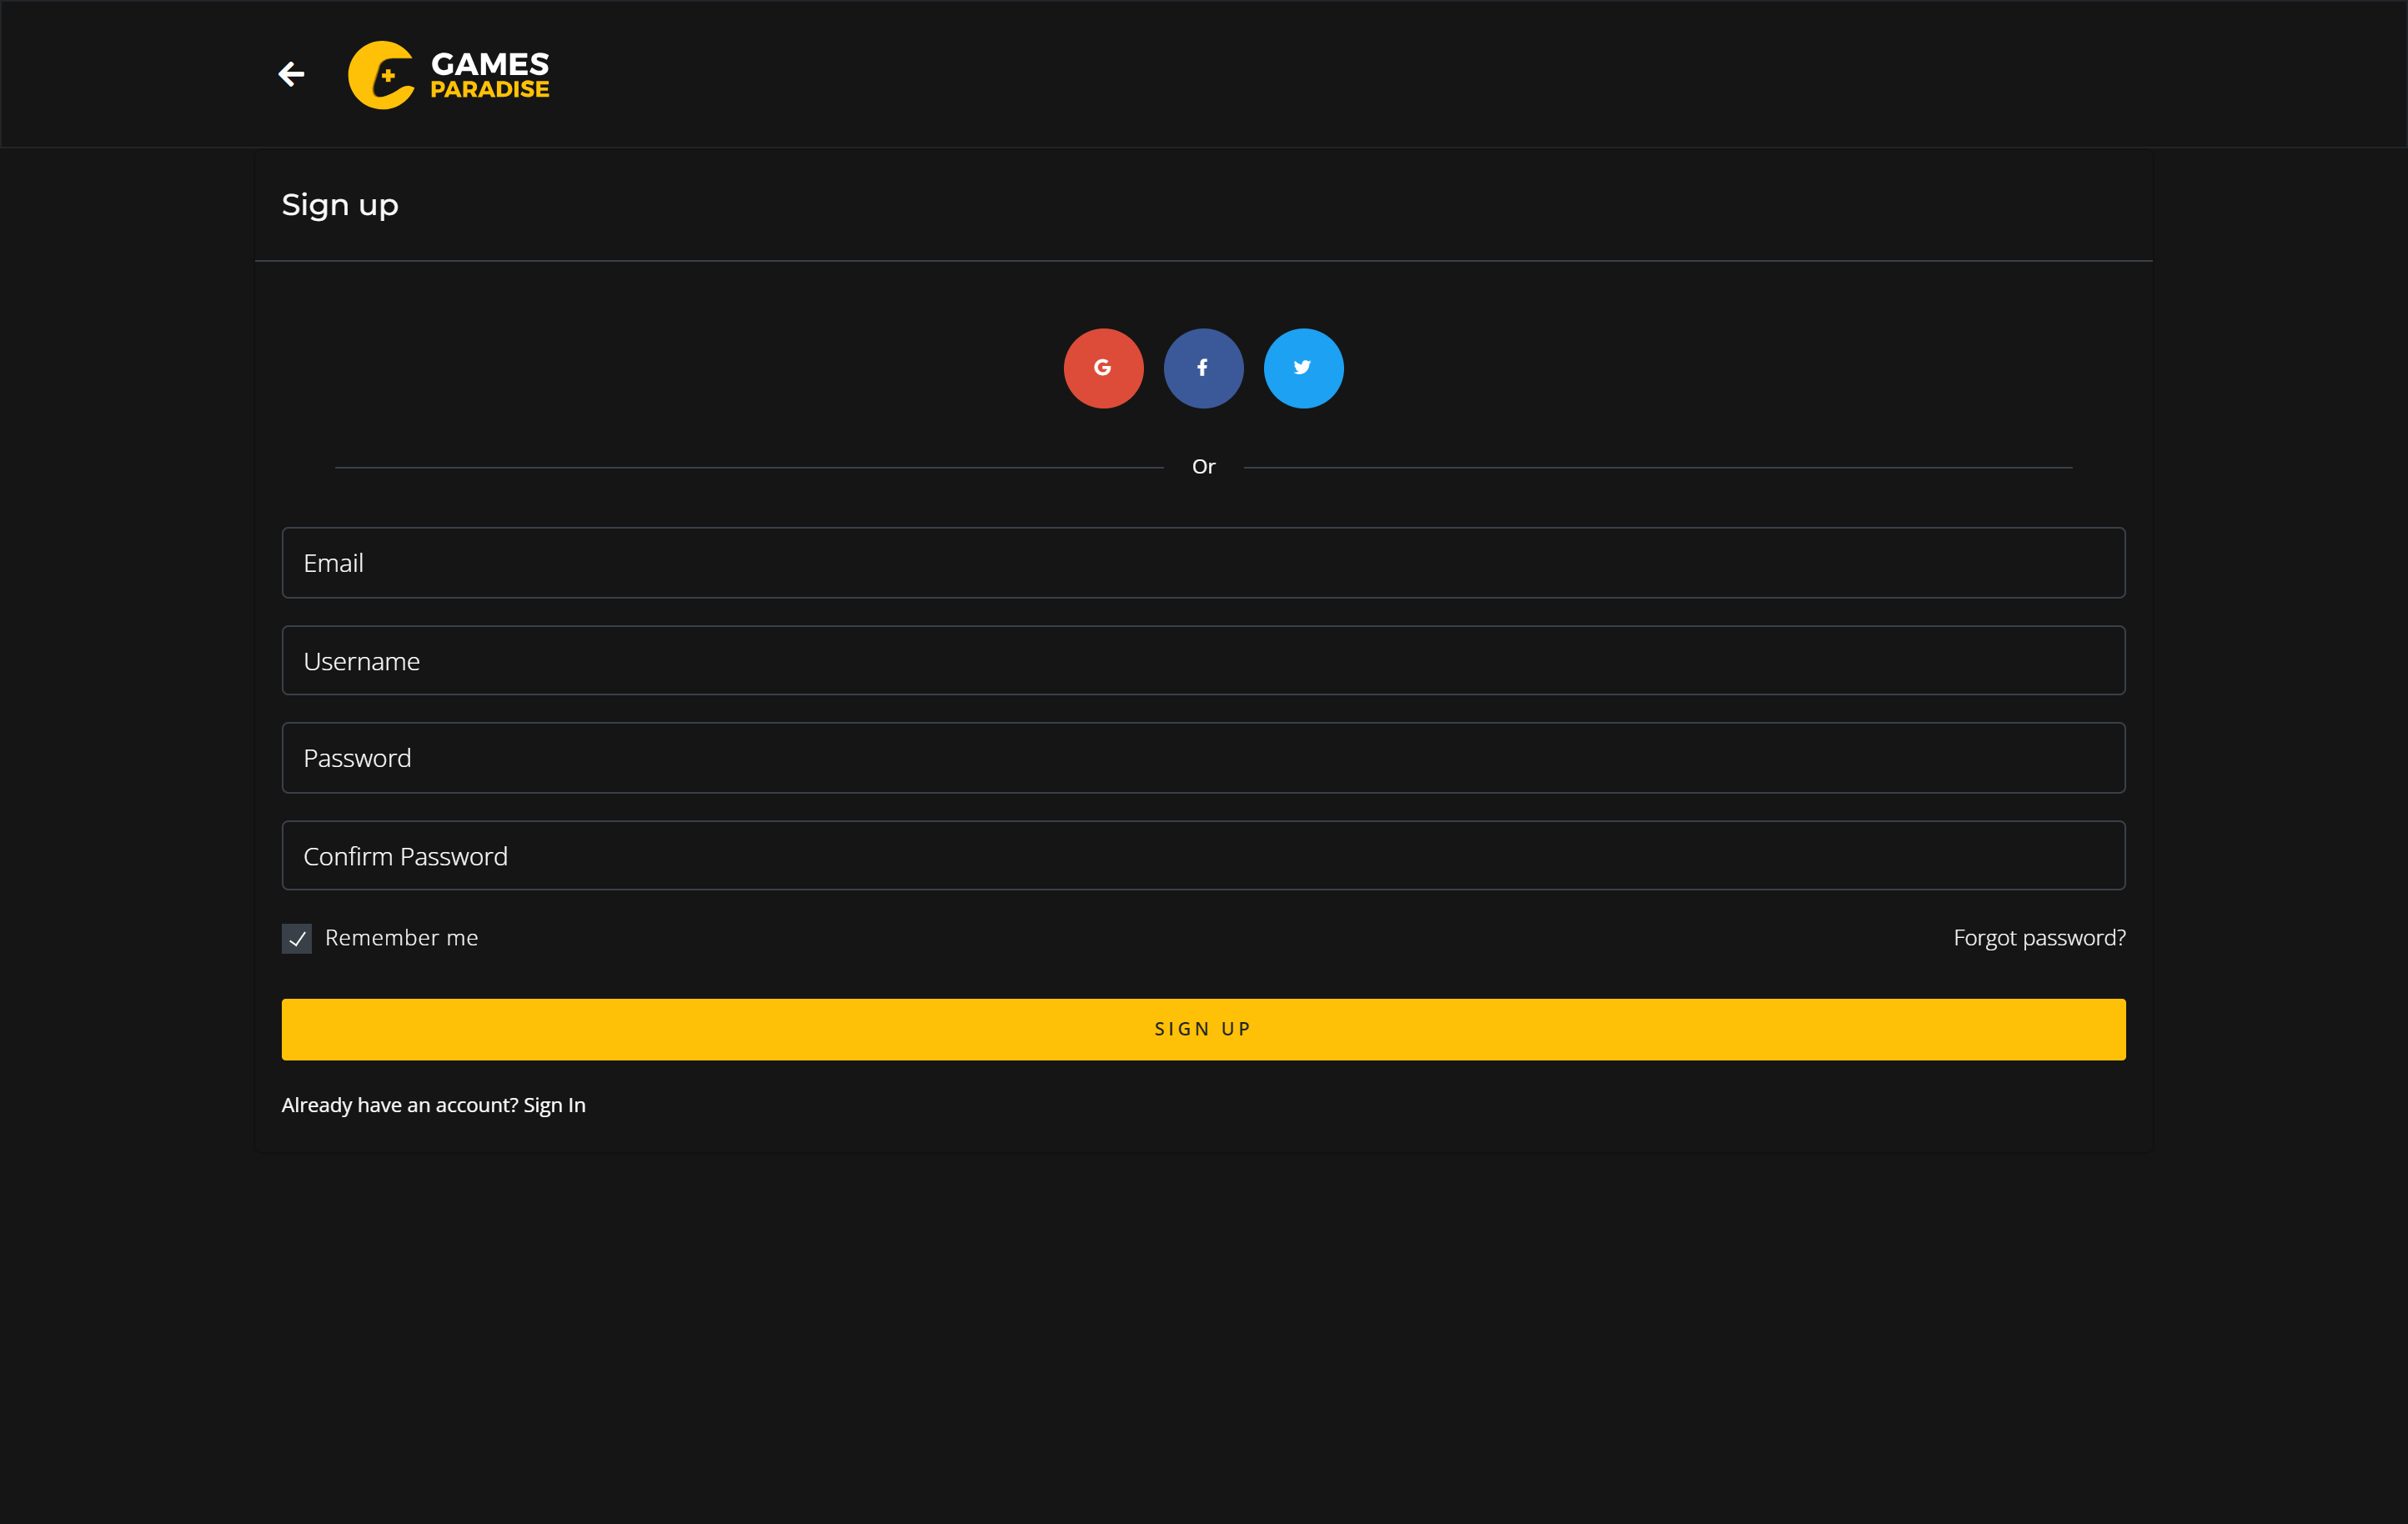 GAMES
PARADISE
Sign up
Or
Email
Username
Password
Confirm Password
Remember me
Forgot password?
SIGN UP
Already have an account? Sign In